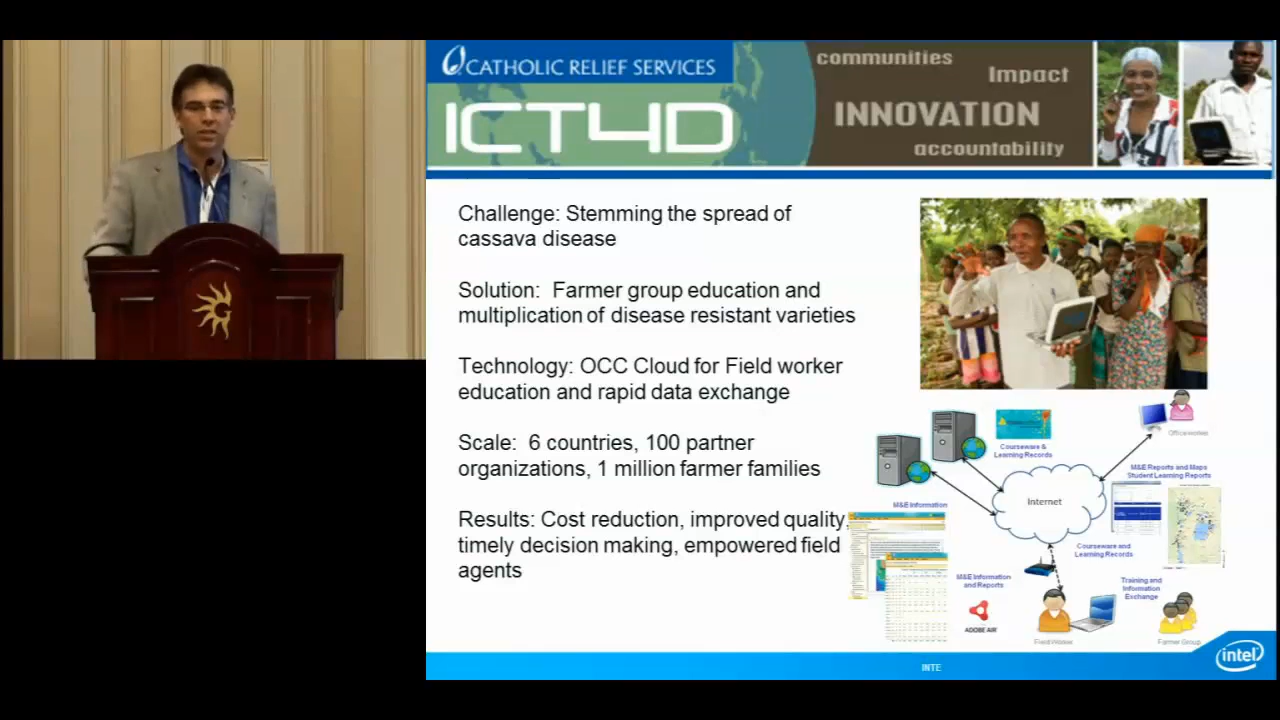 CATHOLIC RELIEF SERVICES
ICT4D
communities
Impact
INNOVATION
accountability
Challenge: Stemming the spread of
cassava disease
Solution: Farmer group education and
multiplication of disease resistant varieties
Technology: OCC Cloud for Field worker
education and rapid data exchange
Scale: 6 countries, 100 partner
organizations, 1 million farmer families
Results: Cost reduction, improved quality
timely decision making, empowered field
agents
Courseware
& Learning Records
Office worker
M&E Reports and Maps
Student Learning Reports
Internet
M&E Information
Courseware and
Learning Records
M&E Information
and Reports
Training and
Information
Exchange
ADOBE AIR
Field Worker
Farmer Group
INTE
intel